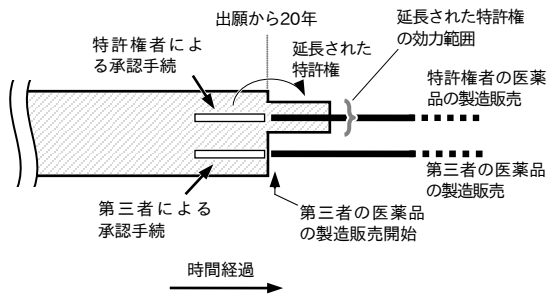 出願から20年
特許権者によ
る承認手続
延長された
特許権
延長された特許権
の効力範囲
特許権者の医薬
品の製造販売
第三者の医薬品
の製造販売
第三者による
承認手続
第三者の医薬品
の製造販売開始
時間経過